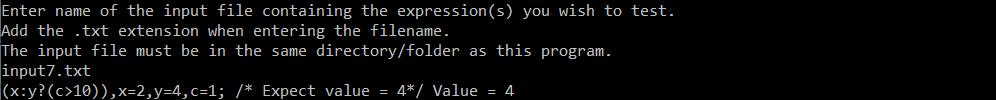 Enter name of the input file containing the expression(s) you wish to test.
Add the .txt extension when entering the filename.
The input file must be in the same directory/folder as this program.
input7.txt
(x:y?(c>10)),x=2,y=4,c=1; /* Expect value = 4*/ Value = 4